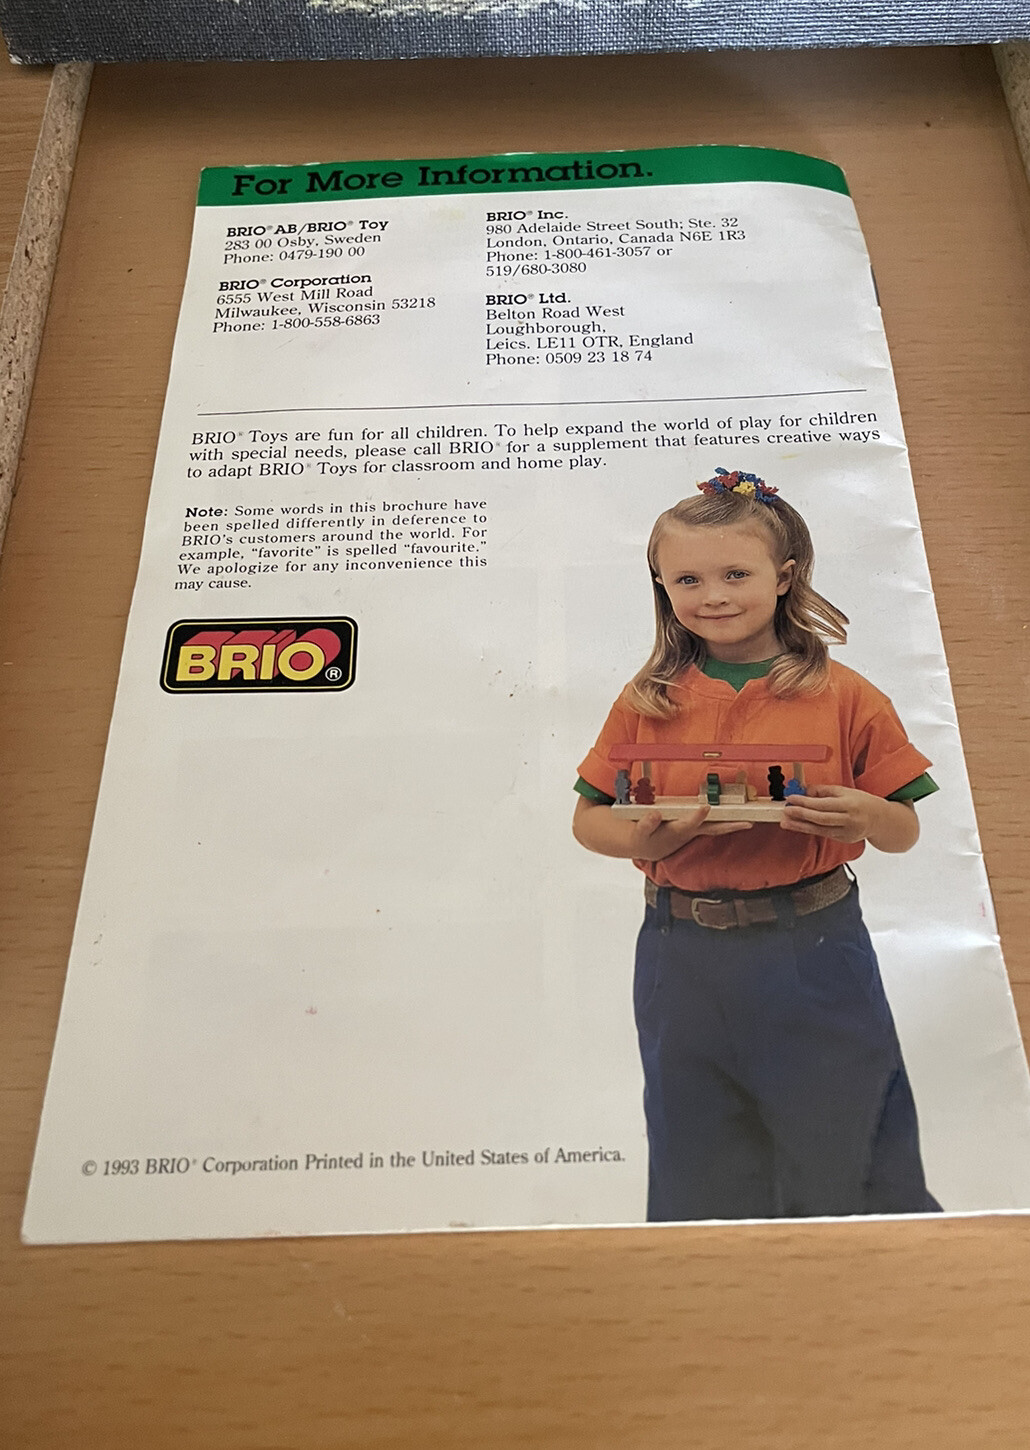 For More Information.
BRIO® AB/BRIO® Toy
283 00 Osby, Sweden
Phone: 0479-190 00
BRIO® Corporation
6555 West Mill Road
Milwaukee, Wisconsin 53218
Phone: 1-800-558-6863
BRIO® Inc.
980 Adelaide Street South; Ste. 32
London, Ontario, Canada N6E 1R3
Phone: 1-800-461-3057 or
519/680-3080
BRIO® Ltd.
Belton Road West
Loughborough,
Leics. LE11 OTR, England
Phone: 0509 23 18 74
BRIO® Toys are fun for all children. To help expand the world of play for children
with special needs, please call BRIO® for a supplement that features creative ways
to adapt BRIO® Toys for classroom and home play.
Note: Some words in this brochure have
been spelled differently in deference to
BRIO's customers around the world. For
example, "favorite" is spelled "favourite."
We apologize for any inconvenience this
may cause.
BRIO®
© 1993 BRIO® Corporation Printed in the United States of America.